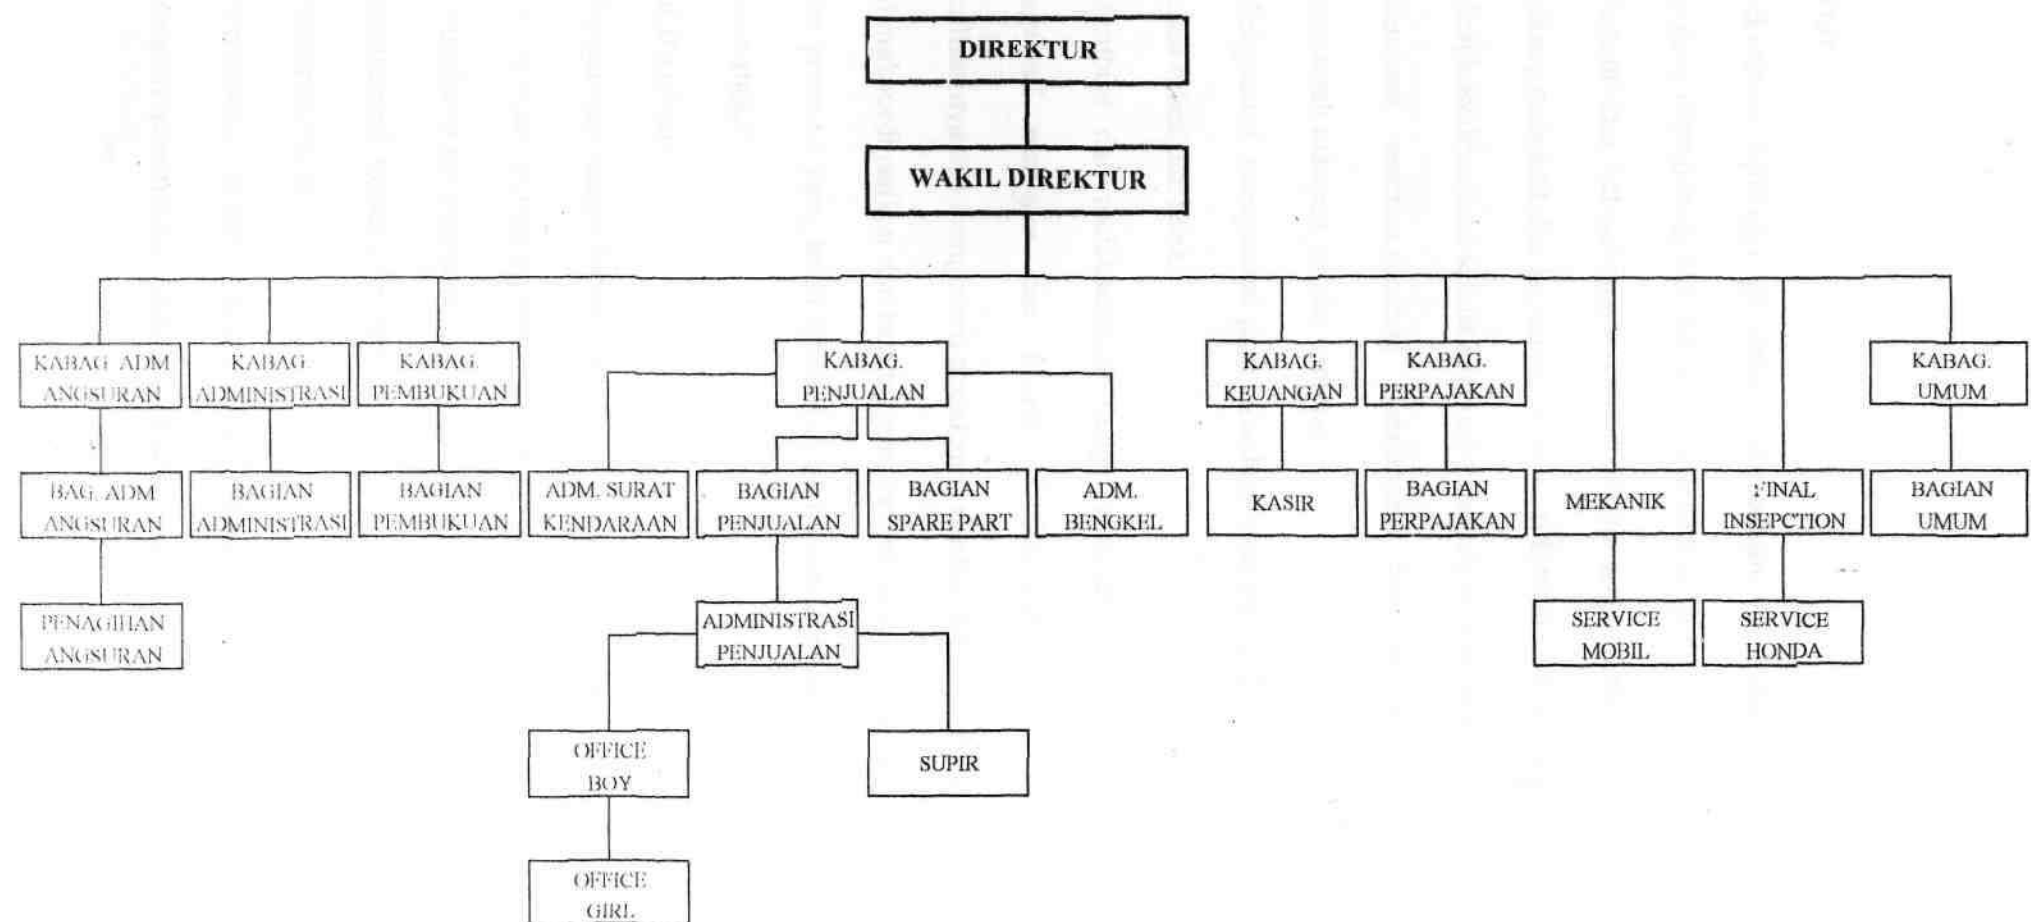 DIREKTUR
WAKIL DIREKTUR
KABAG. ADM
ANGSURAN
KABAG.
ADMINISTRASI
KABAG.
PEMBUKUAN
KABAG.
PENJUALAN
KABAG.
KEUANGAN
KABAG.
PERPAJAKAN
KABAG.
UMUM
BAG. ADM
ANGSURAN
BAGIAN
ADMINISTRASI
BAGIAN
PEMBUKUAN
ADM. SURAT
KENDARAAN
BAGIAN
PENJUALAN
BAGIAN
SPARE PART
ADM.
BENGKEL
KASIR
BAGIAN
PERPAJAKAN
MEKANIK
FINAL
INSEPCTION
BAGIAN
UMUM
PENAGIHAN
ANGSURAN
ADMINISTRASI
PENJUALAN
SERVICE
MOBIL
SERVICE
HONDA
OFFICE
BOY
SUPIR
OFFICE
GIRL